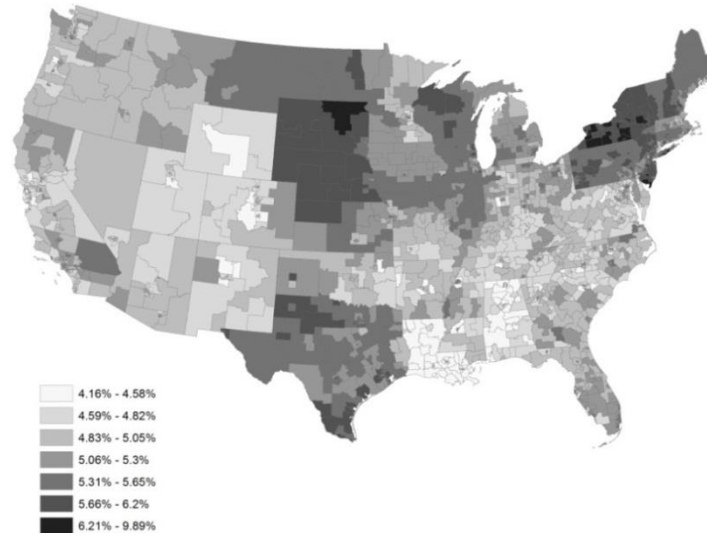 4.16% - 4.58%
4.59% - 4.82%
4.83% - 5.05%
5.06% - 5.3%
5.31% - 5.65%
5.66% - 6.2%
6.21% - 9.89%